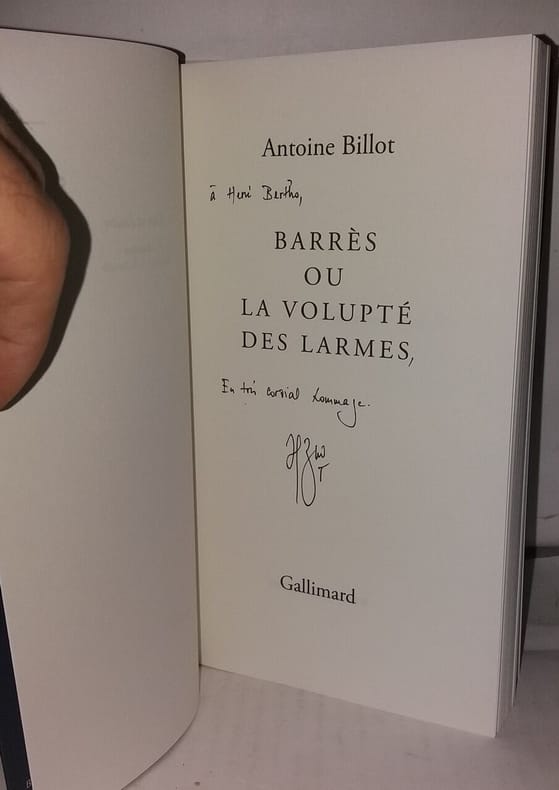 Antoine Billot
à Henri Bertho,
BARRÈS
OU
LA VOLUPTÉ
DES LARMES,
En très cordial hommage.
Gallimard